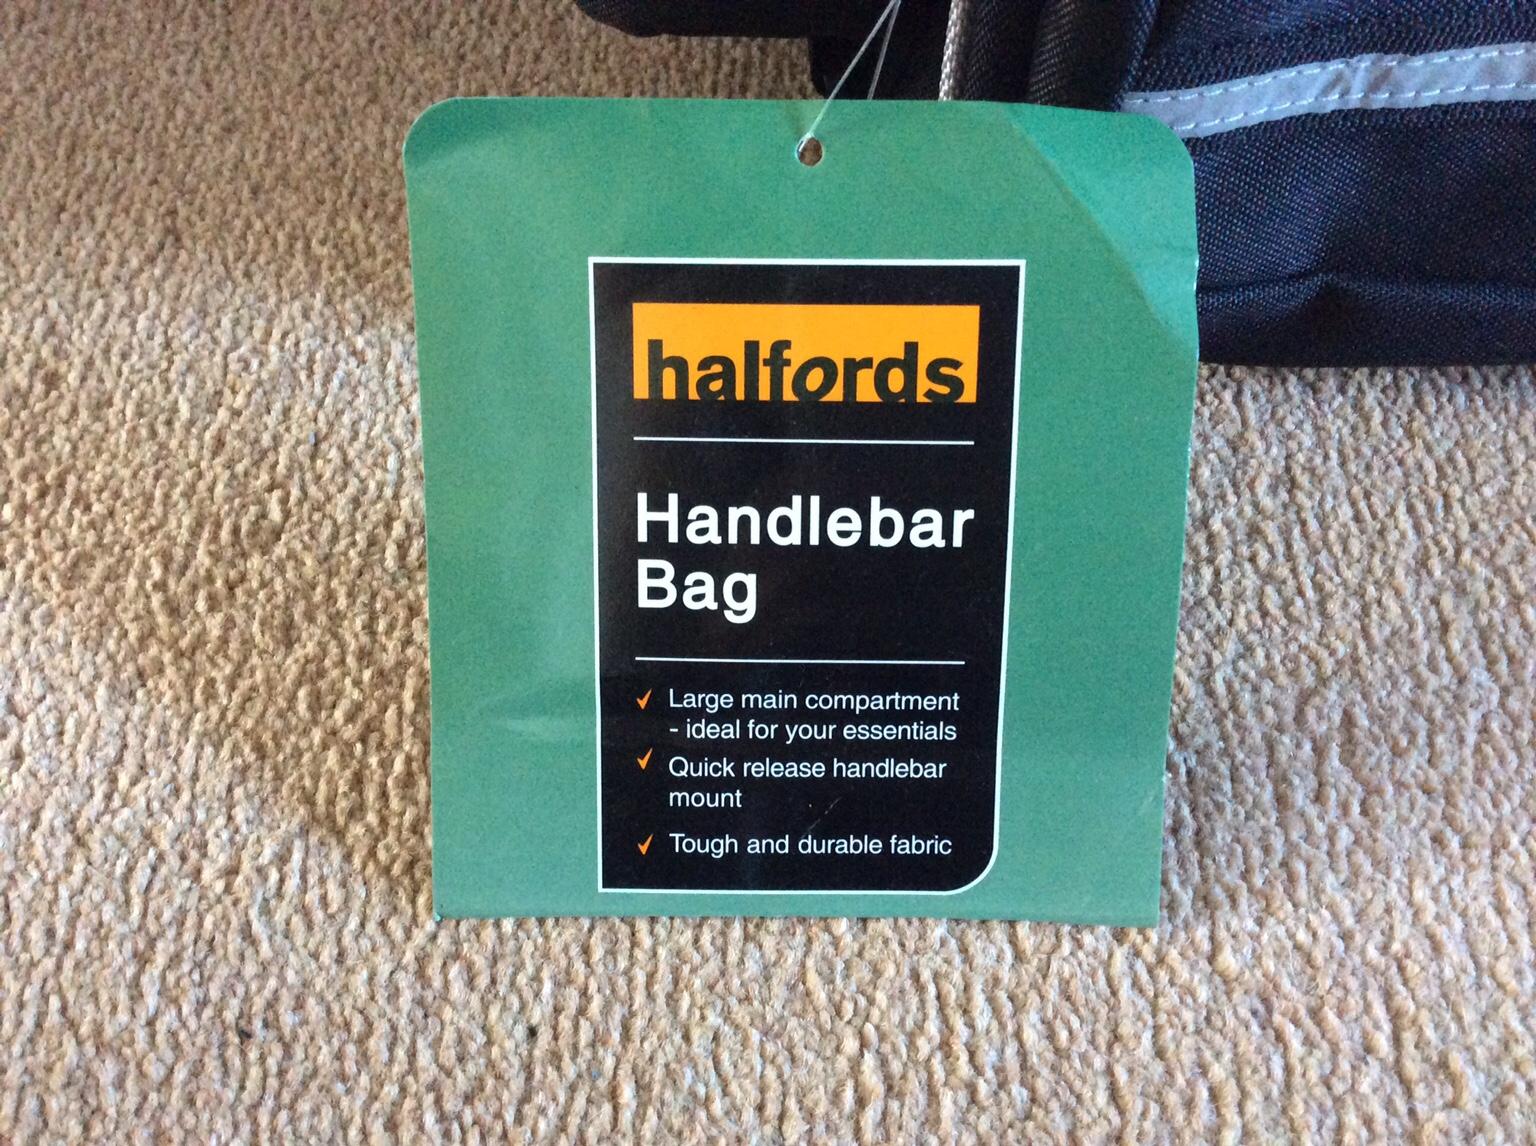 halfords
Handlebar
Bag
Large main compartment
- ideal for your essentials
Quick release handlebar
mount
Tough and durable fabric